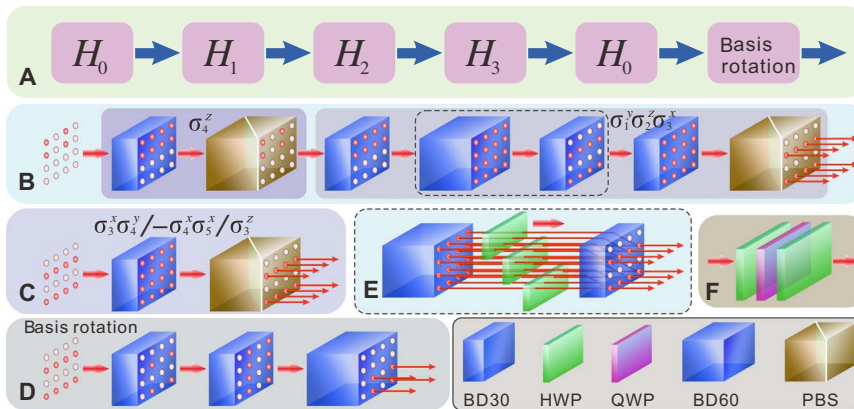 A H₀ H₁ H₂ H₃ H₀ Basis rotation
B σ₄ᶻ σ₁ʸσ₂ᶻσ₃ˣ
C σ₃ˣσ₄ʸ/−σ₄ˣσ₅ˣ/σ₃ᶻ
E
F
Basis rotation
D
BD30 HWP QWP BD60 PBS